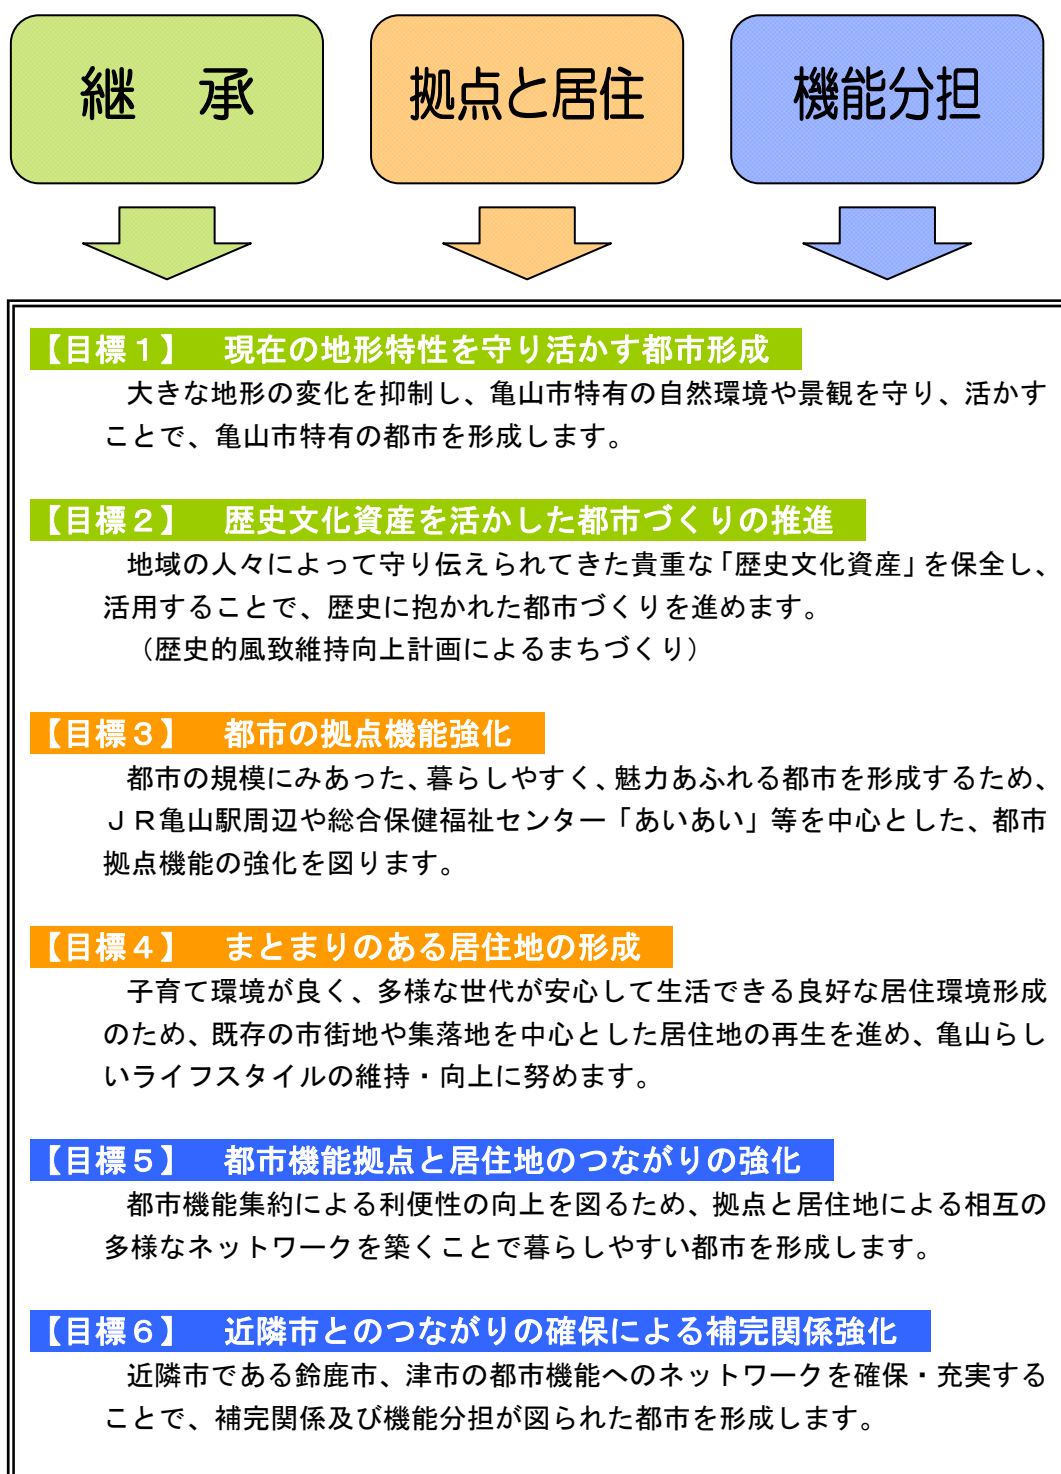 継　承
拠点と居住
機能分担
【目標１】　現在の地形特性を守り活かす都市形成
大きな地形の変化を抑制し、亀山市特有の自然環境や景観を守り、活かす
ことで、亀山市特有の都市を形成します。
【目標２】　歴史文化資産を活かした都市づくりの推進
地域の人々によって守り伝えられてきた貴重な「歴史文化資産」を保全し、
活用することで、歴史に抱かれた都市づくりを進めます。
（歴史的風致維持向上計画によるまちづくり）
【目標３】　都市の拠点機能強化
都市の規模にみあった、暮らしやすく、魅力あふれる都市を形成するため、
ＪＲ亀山駅周辺や総合保健福祉センター「あいあい」等を中心とした、都市
拠点機能の強化を図ります。
【目標４】　まとまりのある居住地の形成
子育て環境が良く、多様な世代が安心して生活できる良好な居住環境形成
のため、既存の市街地や集落地を中心とした居住地の再生を進め、亀山らし
いライフスタイルの維持・向上に努めます。
【目標５】　都市機能拠点と居住地のつながりの強化
都市機能集約による利便性の向上を図るため、拠点と居住地による相互の
多様なネットワークを築くことで暮らしやすい都市を形成します。
【目標６】　近隣市とのつながりの確保による補完関係強化
近隣市である鈴鹿市、津市の都市機能へのネットワークを確保・充実する
ことで、補完関係及び機能分担が図られた都市を形成します。